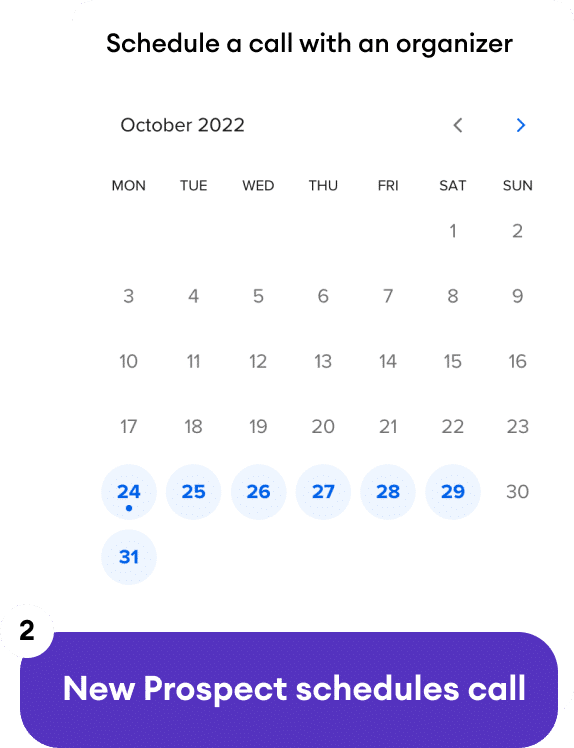 Schedule a call with an organizer
October 2022
MON TUE WED THU FRI SAT SUN
1 2
3 4 5 6 7 8 9
10 11 12 13 14 15 16
17 18 19 20 21 22 23
24 25 26 27 28 29 30
31
2
New Prospect schedules call